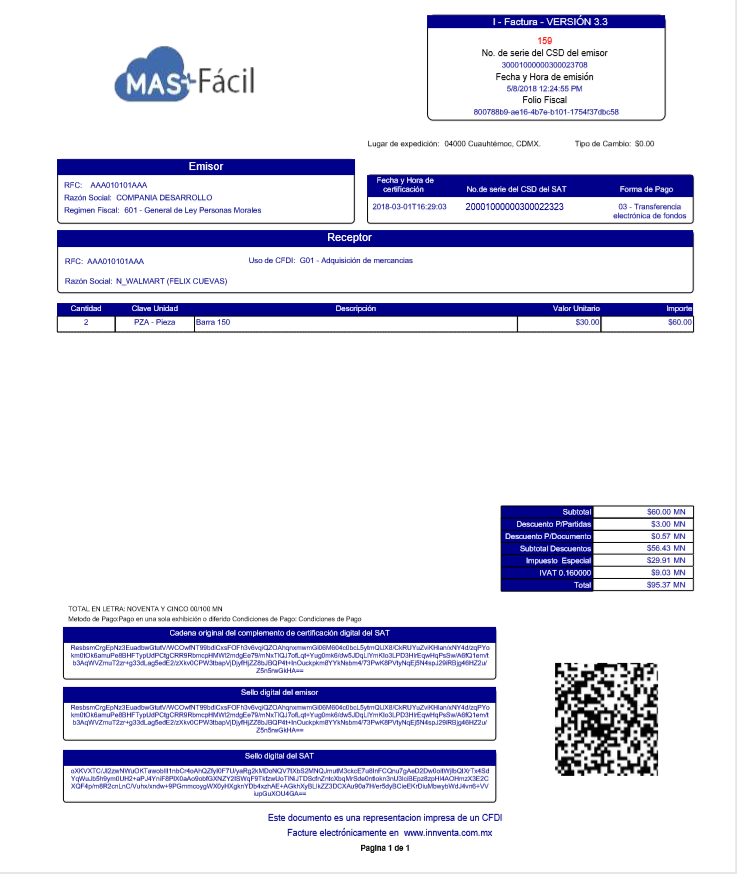 MAS+Fácil
I - Factura - VERSIÓN 3.3
159
No. de serie del CSD del emisor
30001000000300023708
Fecha y Hora de emisión
5/8/2018 12:24:55 PM
Folio Fiscal
800788b9-ae16-4b7e-b101-1754f37dbc58
Lugar de expedición: 04000 Cuauhtémoc, CDMX. Tipo de Cambio: $0.00
Emisor
RFC: AAA010101AAA
Razón Social: COMPANIA DESARROLLO
Regimen Fiscal: 601 - General de Ley Personas Morales
Fecha y Hora de certificación No.de serie del CSD del SAT Forma de Pago
2018-03-01T16:29:03 20001000000300022323 03 - Transferencia electrónica de fondos
Receptor
RFC: AAA010101AAA Uso de CFDI: G01 - Adquisición de mercancias
Razón Social: N_WALMART (FELIX CUEVAS)
Cantidad Clave Unidad Descripción Valor Unitario Importe
2 PZA - Pieza Barra 150 $30.00 $60.00
Subtotal $60.00 MN
Descuento P/Partidas $3.00 MN
Descuento P/Documento $0.57 MN
Subtotal Descuentos $56.43 MN
Impuesto Especial $29.91 MN
IVAT 0.160000 $9.03 MN
Total $95.37 MN
TOTAL EN LETRA: NOVENTA Y CINCO 00/100 MN
Metodo de Pago:Pago en una sola exhibición o diferido Condiciones de Pago: Condiciones de Pago
Cadena original del complemento de certificación digital del SAT
Sello digital del emisor
Sello digital del SAT
Este documento es una representacion impresa de un CFDI
Facture electrónicamente en www.innventa.com.mx
Pagina 1 de 1